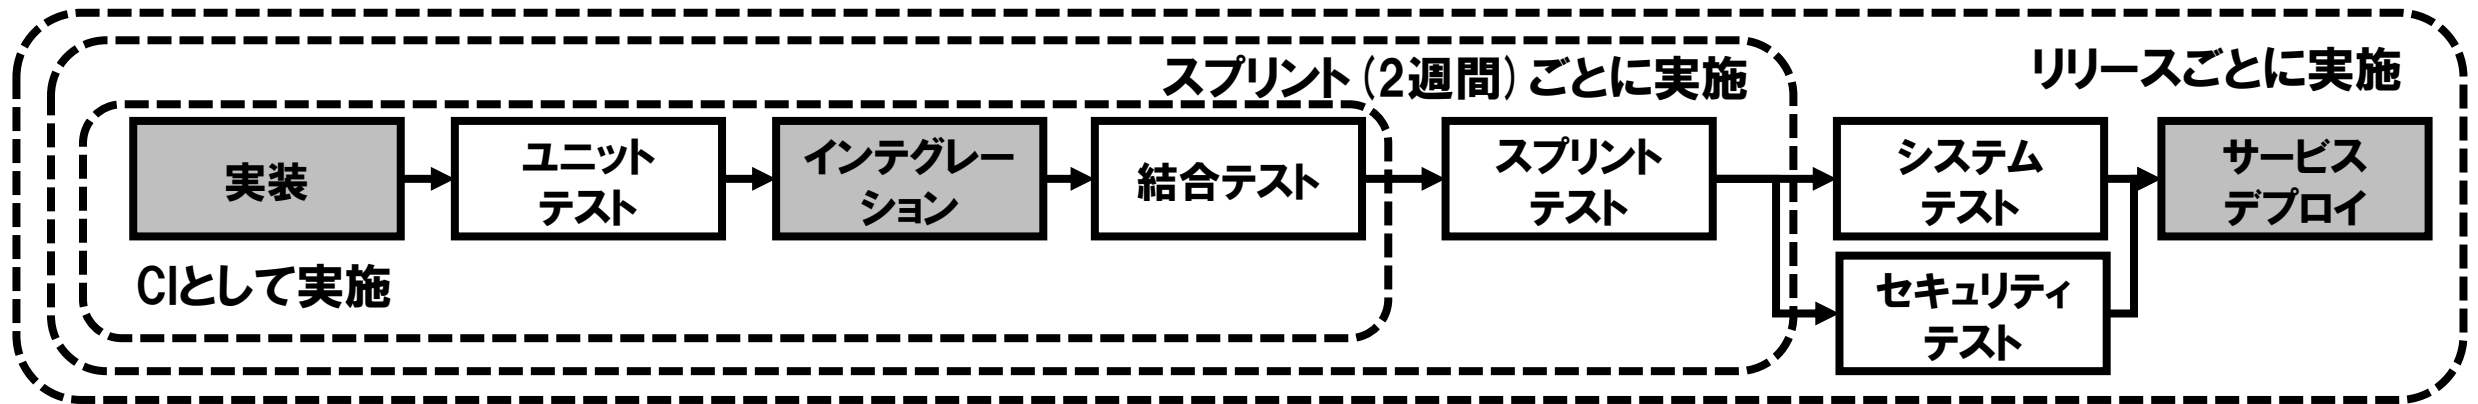 リリースごとに実施
スプリント(2週間)ごとに実施
CIとして実施
実装
ユニット
テスト
インテグレー
ション
結合テスト
スプリント
テスト
システム
テスト
セキュリティ
テスト
サービス
デプロイ